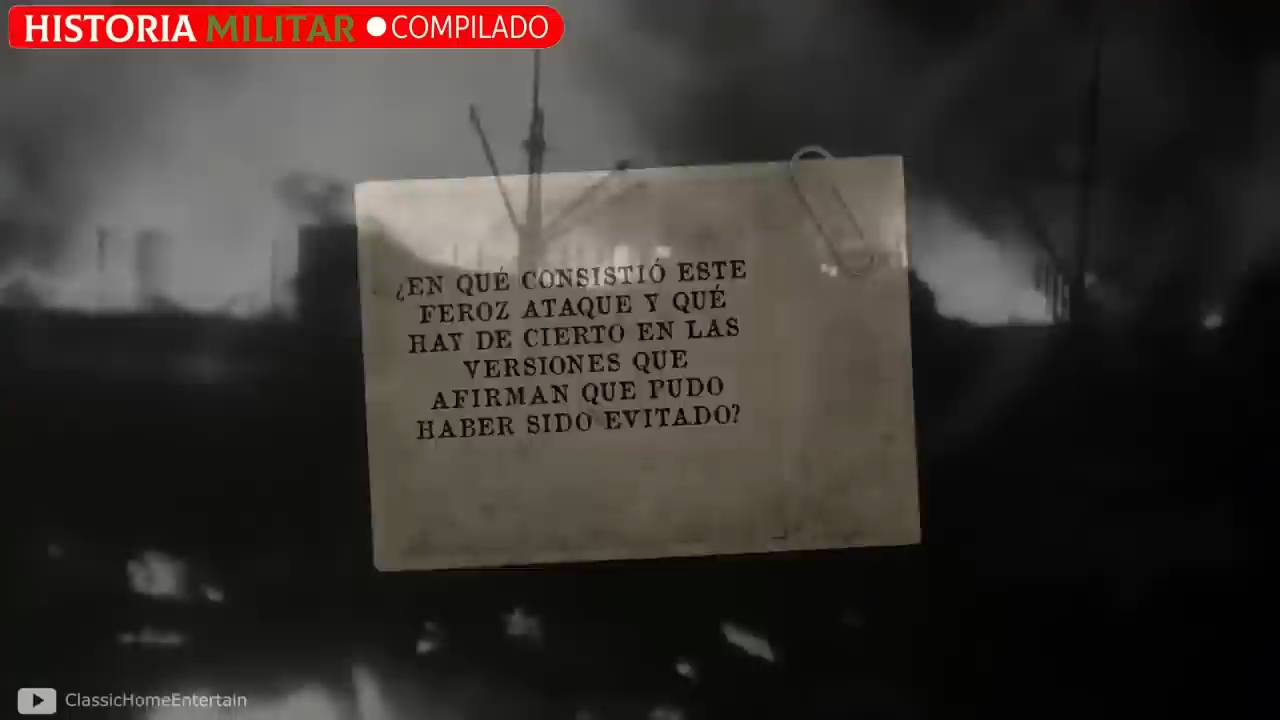 HISTORIA MILITAR COMPILADO
¿EN QUÉ CONSISTIÓ ESTE
FEROZ ATAQUE Y QUÉ
HAY DE CIERTO EN LAS
VERSIONES QUE
AFIRMAN QUE PUDO
HABER SIDO EVITADO?
ClassicHomeEntertain